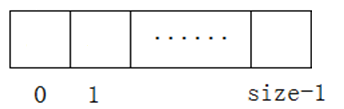 ......
0 1 size-1